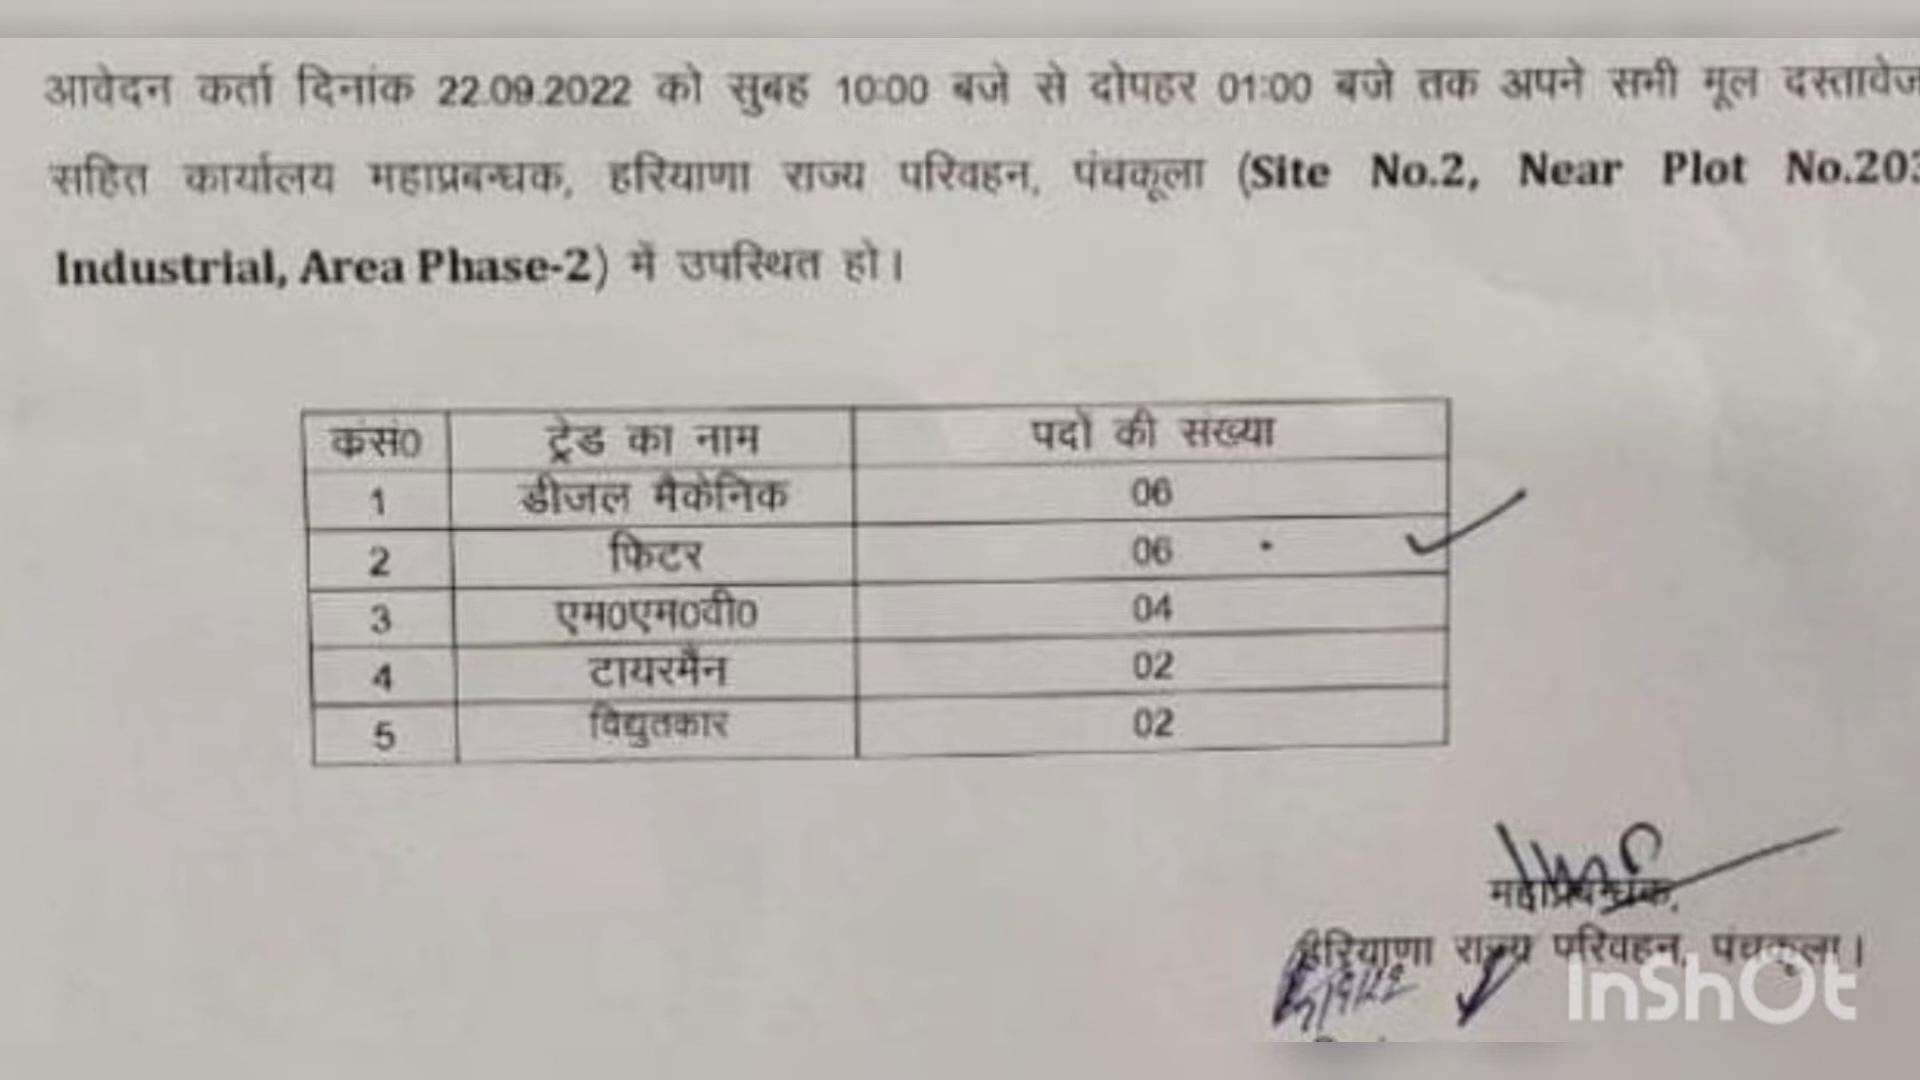 आवेदन कर्ता दिनांक 22.09.2022 को सुबह 10:00 बजे से दोपहर 01:00 बजे तक अपने सभी मूल दस्तावेज
सहित कार्यालय महाप्रबन्धक, हरियाणा राज्य परिवहन, पंचकूला (Site No.2, Near Plot No.203
Industrial, Area Phase-2) में उपस्थित हो।
कसं0 ट्रेड का नाम पदों की संख्या
1 डीजल मैकेनिक 06
2 फिटर 06
3 एम0एम0वी0 04
4 टायरमैन 02
5 विद्युतकार 02
महाप्रबन्धक,
हरियाणा राज्य परिवहन, पंचकूला।
InShOt